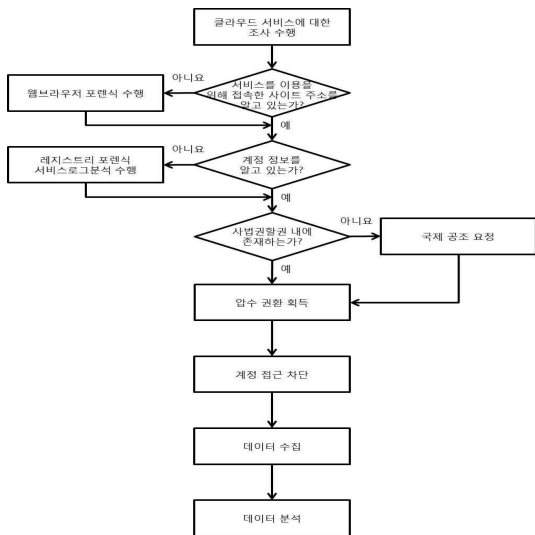 클라우드 서비스에 대한
조사 수행
아니요
서비스를 이용을
위해 접속한 사이트 주소를
알고 있는가?
웹브라우저 포렌식 수행
예
아니요
계정 정보를
알고 있는가?
레지스트리 포렌식
서비스로그분석 수행
예
사법권할권 내에
존재하는가?
아니요
국제 공조 요청
예
압수 권환 획득
계정 접근 차단
데이터 수집
데이터 분석